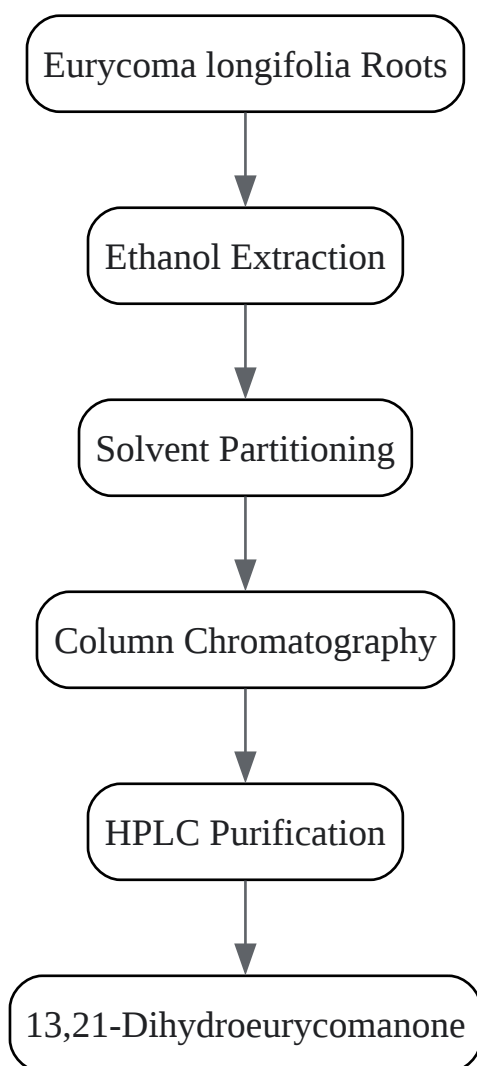 Eurycoma longifolia Roots
Ethanol Extraction
Solvent Partitioning
Column Chromatography
HPLC Purification
13,21-Dihydroeurycomanone